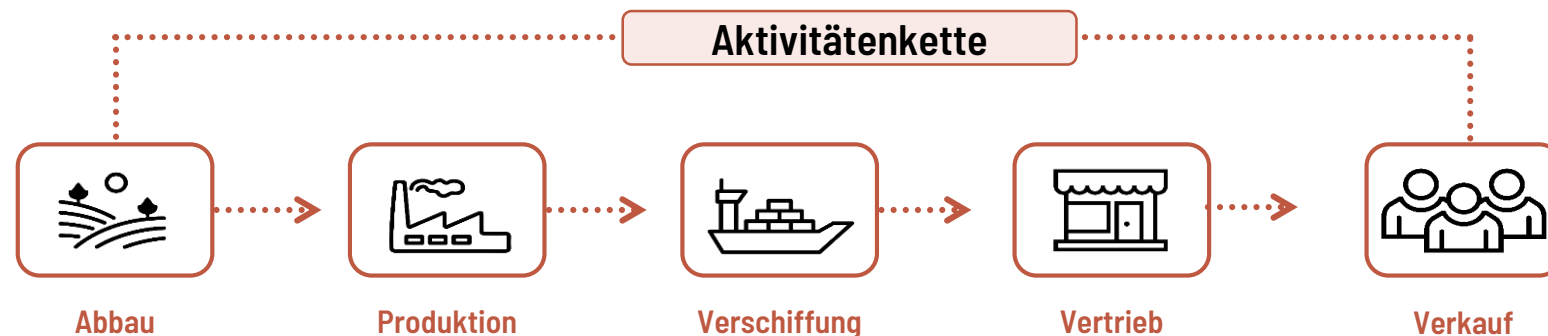 Aktivitätenkette
Abbau
Produktion
Verschiffung
Vertrieb
Verkauf